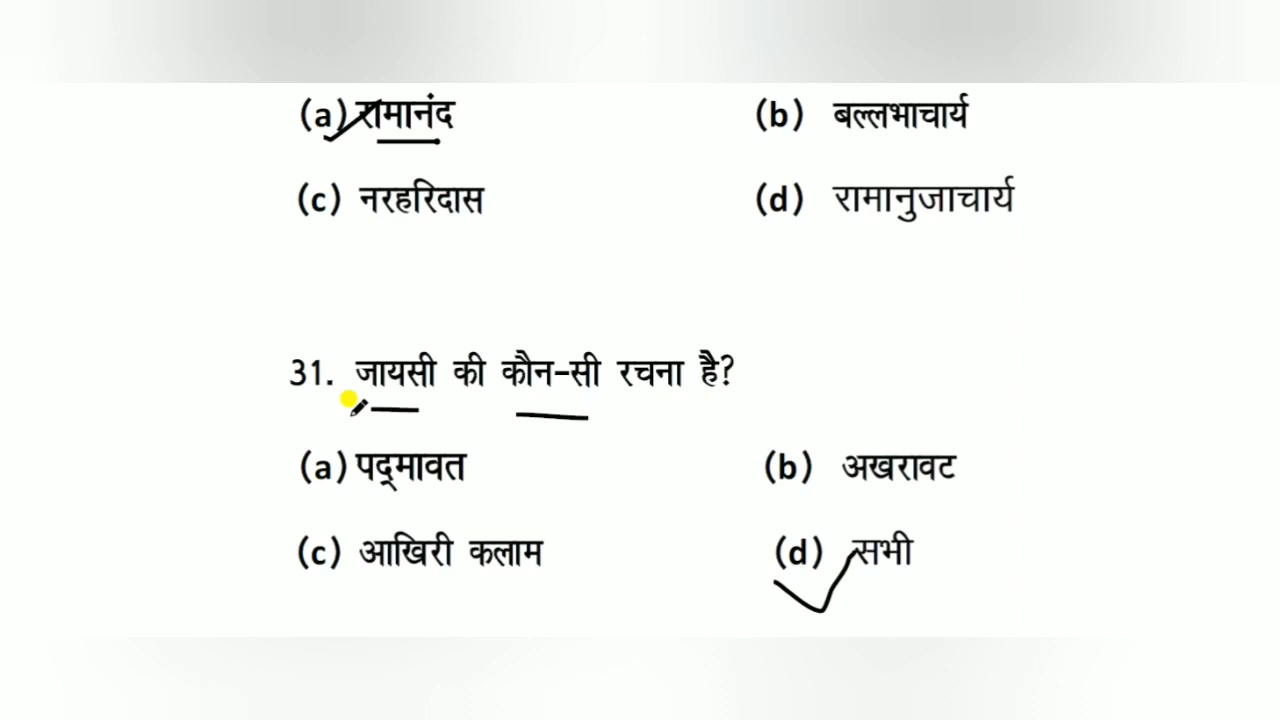 (a) रामानंद (b) बल्लभाचार्य
(c) नरहरिदास (d) रामानुजाचार्य
31. जायसी की कौन-सी रचना है?
(a) पद्‌मावत (b) अखरावट
(c) आखिरी कलाम (d) सभी